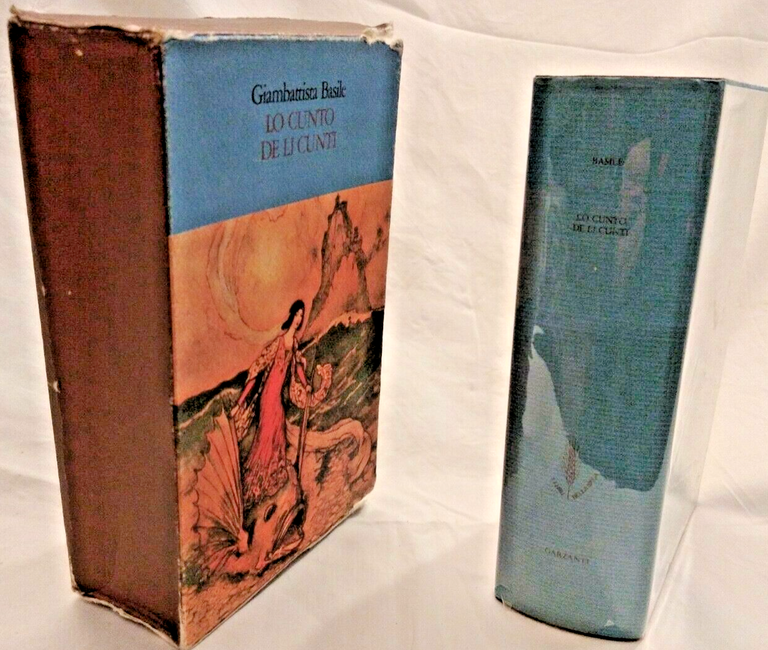 Giambattista Basile
LO CUNTO
DE LI CUNTI
BASILE
LO CUNTO
DE LI CUNTI
GARZANTI